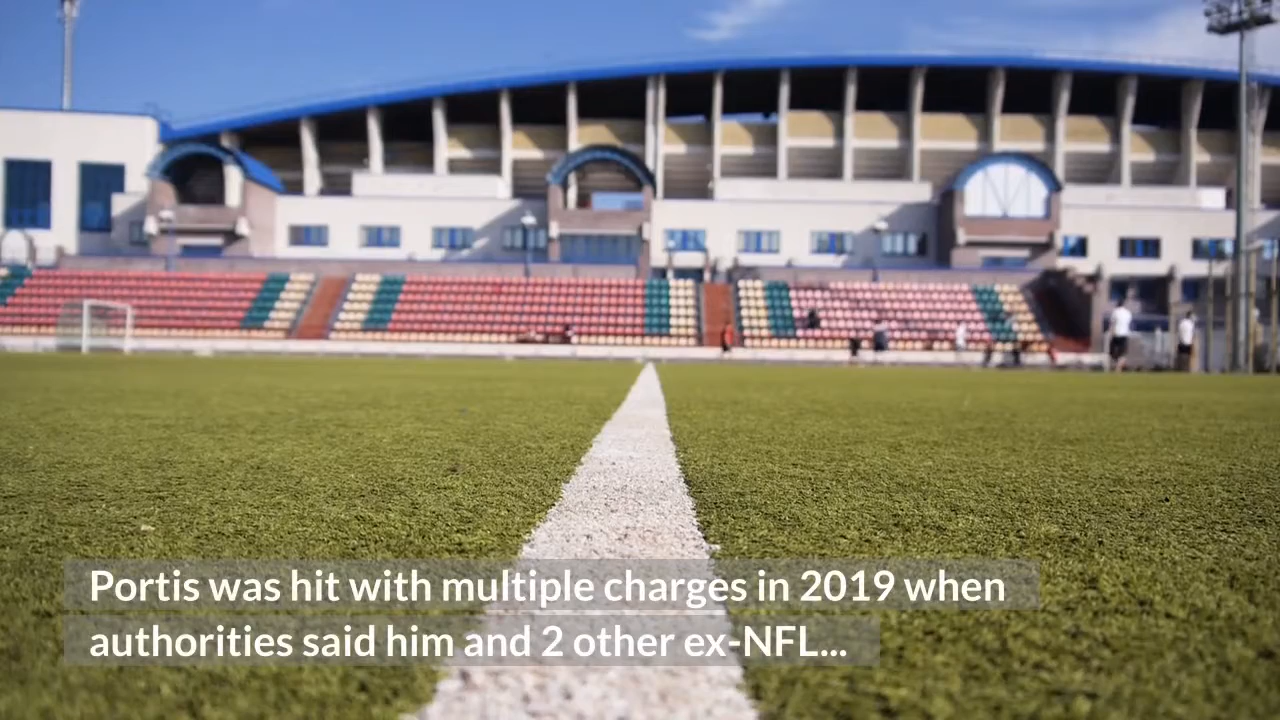 Portis was hit with multiple charges in 2019 when
authorities said him and 2 other ex-NFL...